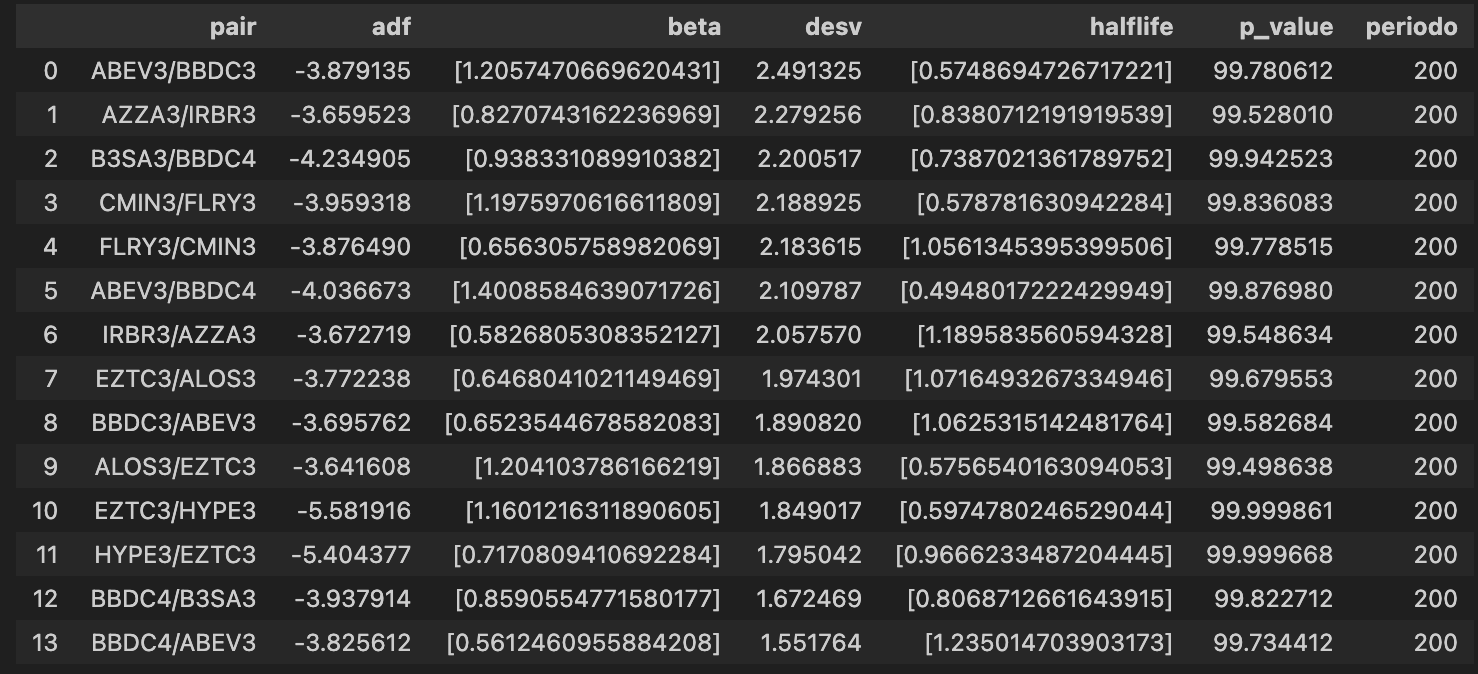 pair adf beta desv halflife p_value periodo
0 ABEV3/BBDC3 -3.879135 [1.2057470669620431] 2.491325 [0.5748694726717221] 99.780612 200
1 AZZA3/IRBR3 -3.659523 [0.8270743162236969] 2.279256 [0.8380712191919539] 99.528010 200
2 B3SA3/BBDC4 -4.234905 [0.938331089910382] 2.200517 [0.7387021361789752] 99.942523 200
3 CMIN3/FLRY3 -3.959318 [1.1975970616611809] 2.188925 [0.578781630942284] 99.836083 200
4 FLRY3/CMIN3 -3.876490 [0.656305758982069] 2.183615 [1.0561345395399506] 99.778515 200
5 ABEV3/BBDC4 -4.036673 [1.4008584639071726] 2.109787 [0.4948017222429949] 99.876980 200
6 IRBR3/AZZA3 -3.672719 [0.58268053083521​27] 2.057570 [1.189583560594328] 99.548634 200
7 EZTC3/ALOS3 -3.772238 [0.6468041021149469] 1.974301 [1.0716493267334946] 99.679553 200
8 BBDC3/ABEV3 -3.695762 [0.6523544678582083] 1.890820 [1.0625315142481764] 99.582684 200
9 ALOS3/EZTC3 -3.641608 [1.204103786166219] 1.866883 [0.5756540163094053] 99.498638 200
10 EZTC3/HYPE3 -5.581916 [1.1601216311890605] 1.849017 [0.5974780246529044] 99.999861 200
11 HYPE3/EZTC3 -5.404377 [0.7170809410692284] 1.795042 [0.9666233487204445] 99.999668 200
12 BBDC4/B3SA3 -3.937914 [0.8590554771580177] 1.672469 [0.8068712661643915] 99.822712 200
13 BBDC4/ABEV3 -3.825612 [0.5612460955884208] 1.551764 [1.235014703903173] 99.734412 200